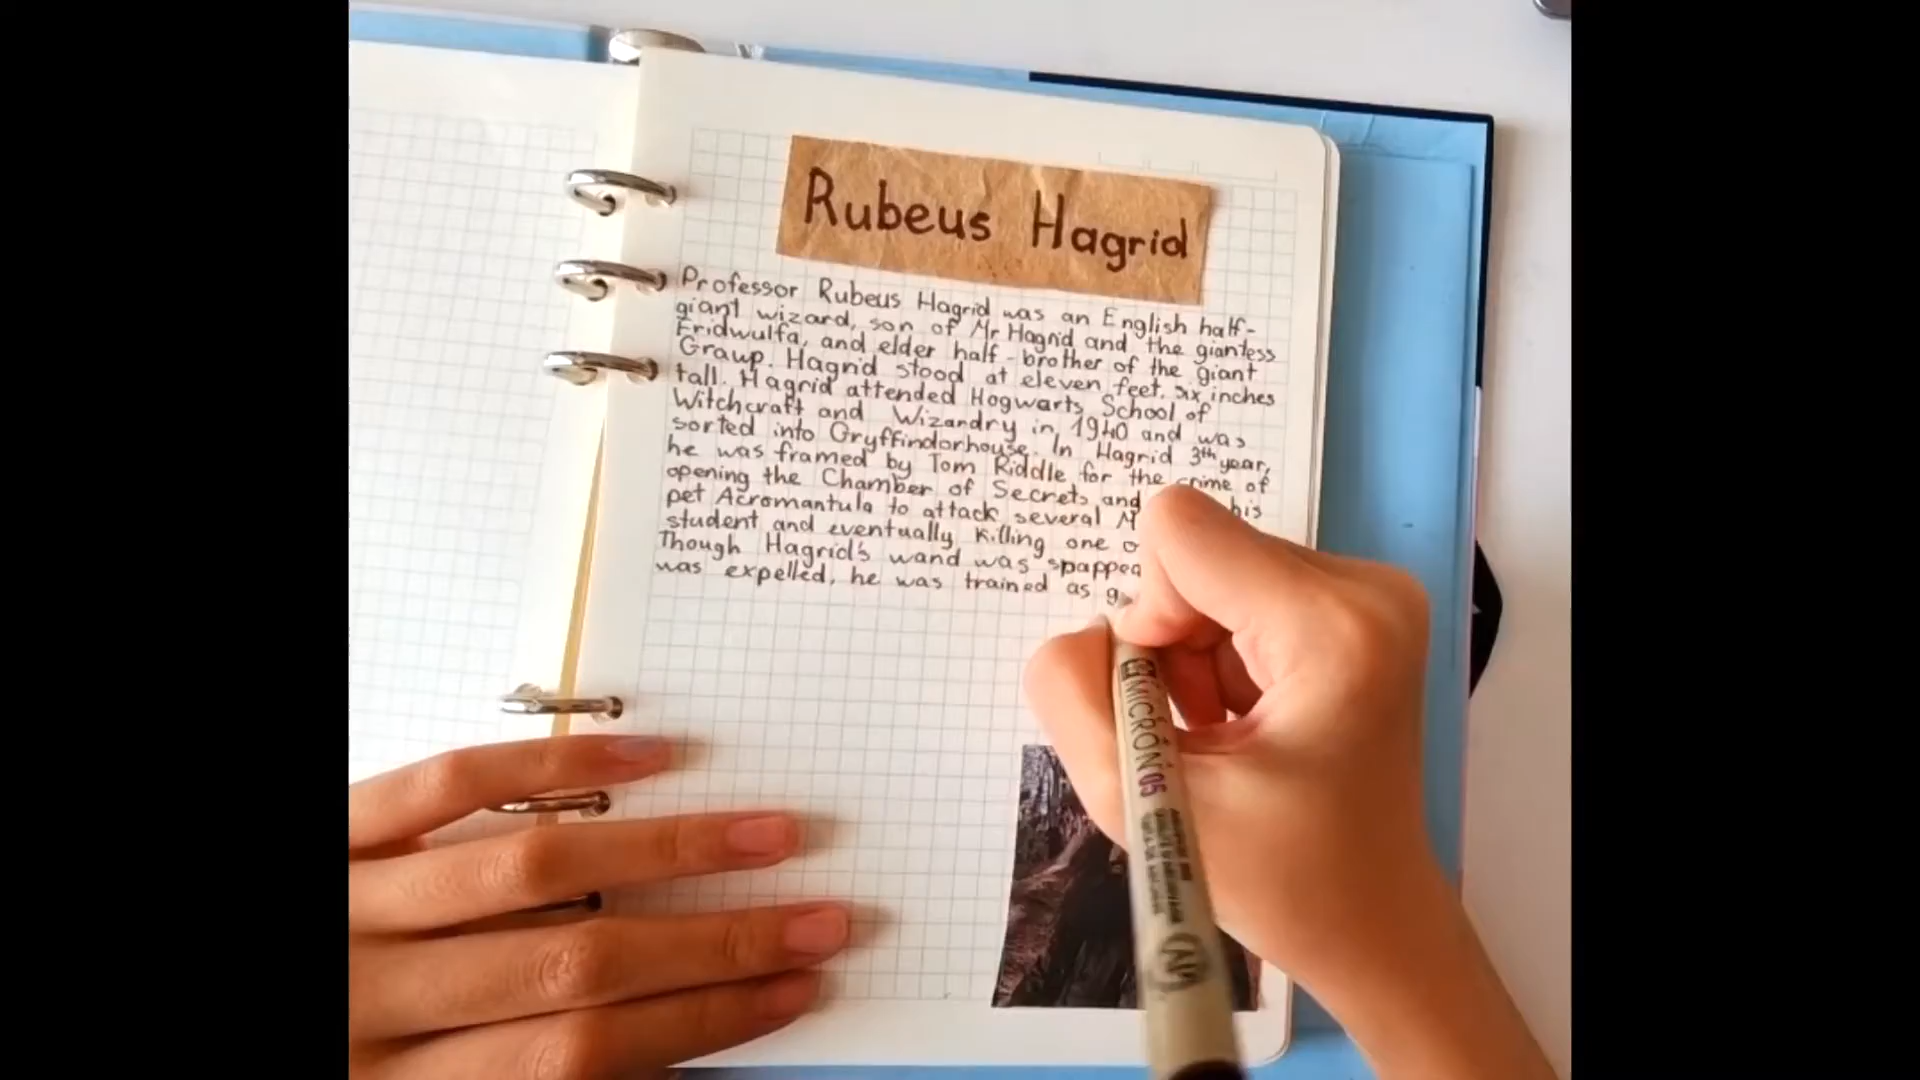 Rubeus Hagrid
Professor Rubeus Hagrid was an English half-
giant wizard, son of Mr Hagrid and the giantess
Fridwulfa, and elder half-brother of the giant
Graup. Hagrid stood at eleven feet, six inches
tall. Hagrid attended Hogwarts School of
Witchcraft and Wizandry in 1940 and was
sorted into Gryffindorhouse. In Hagrid 3th year,
he was framed by Tom Riddle for the crime of
opening the Chamber of Secrets and his
pet Acromantula to attack several M
student and eventually killing one o
Though Hagrid's wand was spapped
was expelled, he was trained as g
MICRON 05